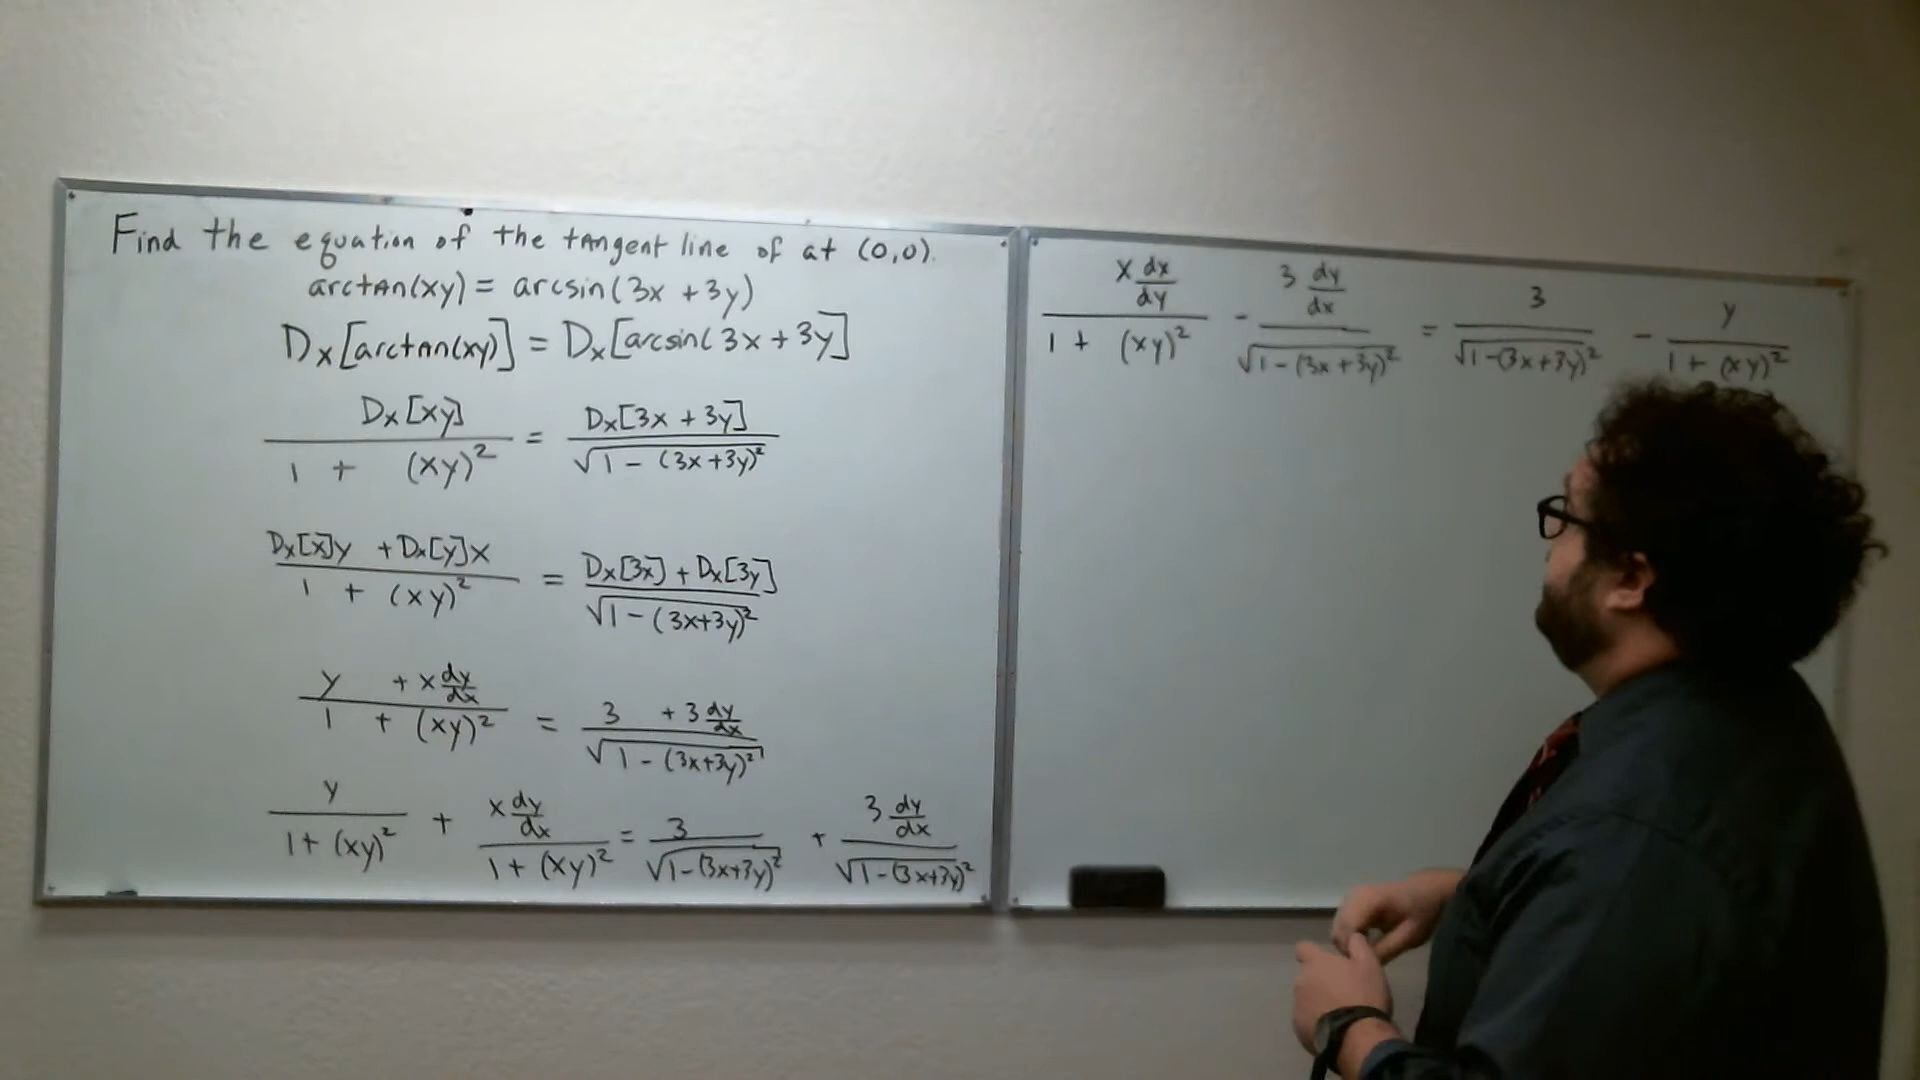 Find the equation of the tangent line of at (0,0).
arctan(xy) = arcsin(3x + 3y)
Dx[arctan(xy)] = Dx[arcsin(3x + 3y]
Dx[xy] / 1 + (xy)² = Dx[3x + 3y] / √1 - (3x+3y)²
Dx[x]y + Dx[y]x / 1 + (xy)² = Dx[3x] + Dx[3y] / √1 - (3x+3y)²
y + x dy/dx / 1 + (xy)² = 3 + 3 dy/dx / √1 - (3x+3y)²
y / 1 + (xy)² + x dy/dx / 1 + (xy)² = 3 / √1-(3x+3y)² + 3 dy/dx / √1-(3x+3y)²
x dx/dy / 1 + (xy)² - 3 dy/dx / √1 - (3x+3y)² = 3 / √1-(3x+3y)² - y / 1 + (xy)²